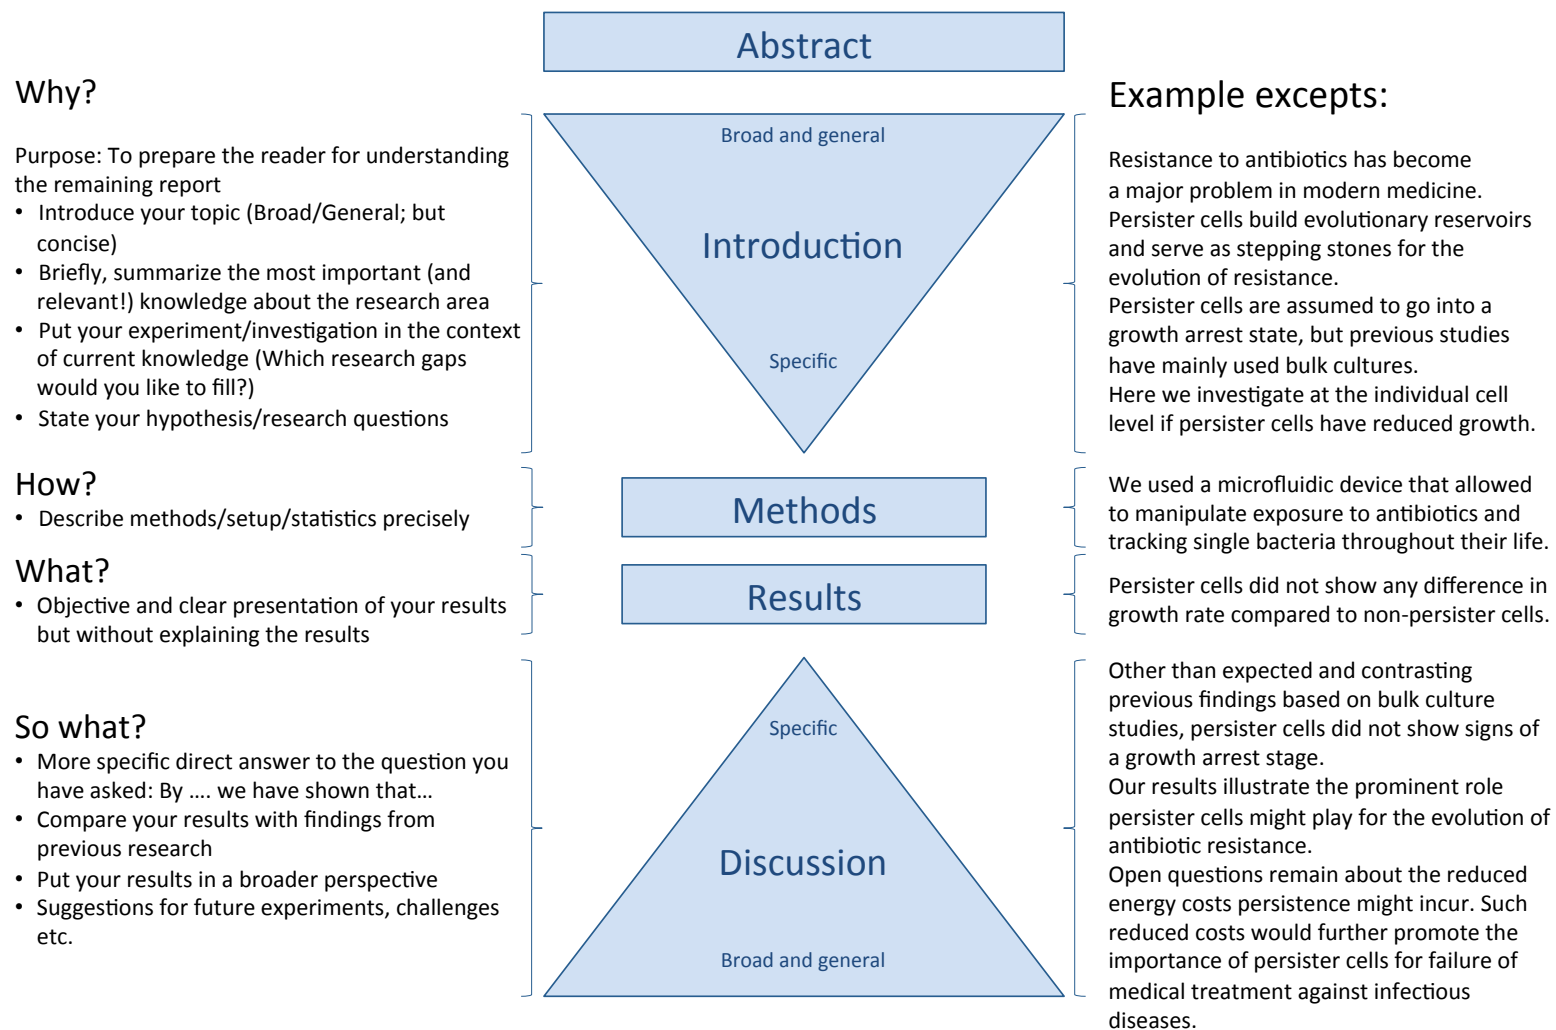 Abstract
Why?
Purpose: To prepare the reader for understanding
the remaining report
• Introduce your topic (Broad/General; but
concise)
• Briefly, summarize the most important (and
relevant!) knowledge about the research area
• Put your experiment/investigation in the context
of current knowledge (Which research gaps
would you like to fill?)
• State your hypothesis/research questions
Broad and general
Introduction
Specific
Example excepts:
Resistance to antibiotics has become
a major problem in modern medicine.
Persister cells build evolutionary reservoirs
and serve as stepping stones for the
evolution of resistance.
Persister cells are assumed to go into a
growth arrest state, but previous studies
have mainly used bulk cultures.
Here we investigate at the individual cell
level if persister cells have reduced growth.
How?
• Describe methods/setup/statistics precisely
Methods
We used a microfluidic device that allowed
to manipulate exposure to antibiotics and
tracking single bacteria throughout their life.
What?
• Objective and clear presentation of your results
but without explaining the results
Results
Persister cells did not show any difference in
growth rate compared to non-persister cells.
So what?
• More specific direct answer to the question you
have asked: By .... we have shown that…
• Compare your results with findings from
previous research
• Put your results in a broader perspective
• Suggestions for future experiments, challenges
etc.
Specific
Discussion
Broad and general
Other than expected and contrasting
previous findings based on bulk culture
studies, persister cells did not show signs of
a growth arrest stage.
Our results illustrate the prominent role
persister cells might play for the evolution of
antibiotic resistance.
Open questions remain about the reduced
energy costs persistence might incur. Such
reduced costs would further promote the
importance of persister cells for failure of
medical treatment against infectious
diseases.